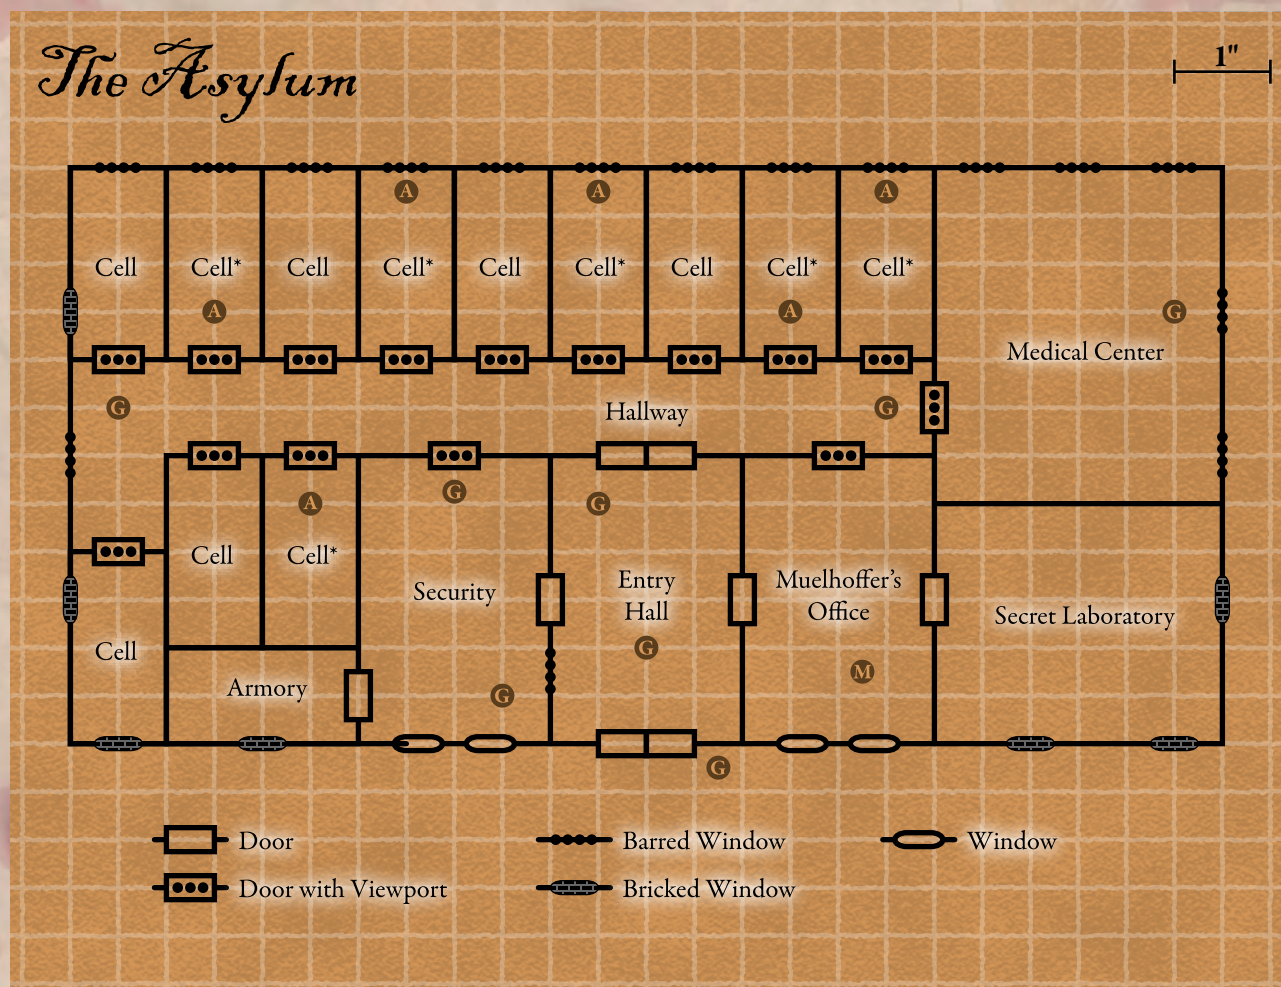 The Asylum
1"
A
A
A
Cell
Cell*
Cell
Cell*
Cell
Cell*
Cell
Cell*
Cell*
A
A
G
Medical Center
G
Hallway
G
G
A
G
Cell
Cell*
Security
Entry
Hall
Muelhoffer's
Office
Secret Laboratory
Cell
G
Armory
G
M
G
Door
Barred Window
Window
Door with Viewport
Bricked Window